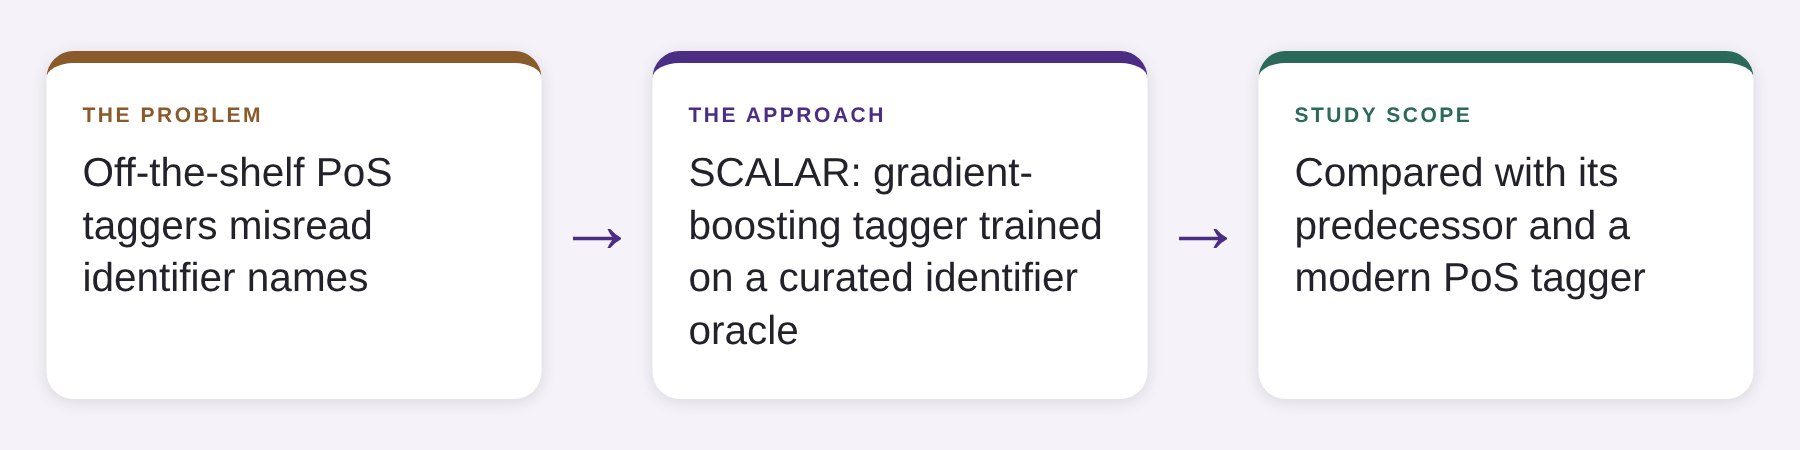 THE PROBLEM
Off-the-shelf PoS
taggers misread
identifier names
→
THE APPROACH
SCALAR: gradient-
boosting tagger trained
on a curated identifier
oracle
→
STUDY SCOPE
Compared with its
predecessor and a
modern PoS tagger